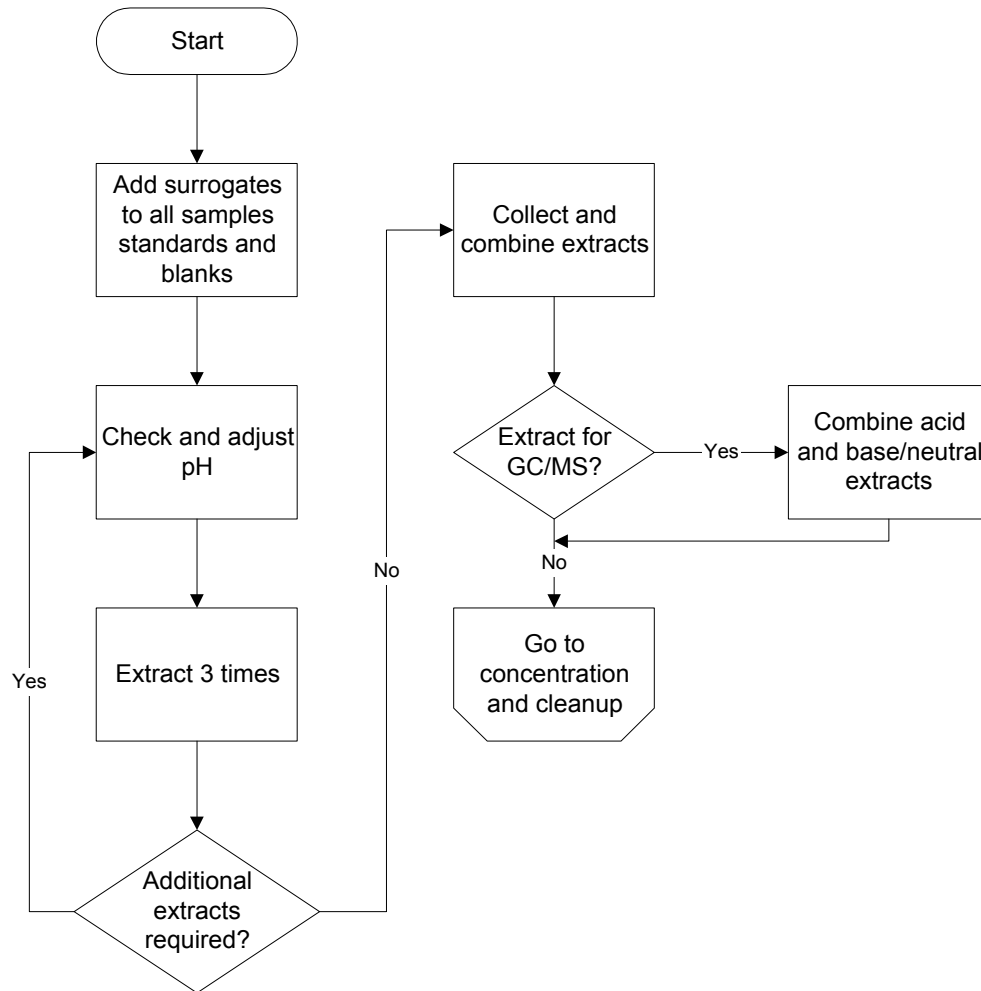 Start
Add surrogates
to all samples
standards and
blanks
Check and adjust
pH
Extract 3 times
Yes
Additional
extracts
required?
No
Collect and
combine extracts
Extract for
GC/MS?
Yes
Combine acid
and base/neutral
extracts
No
Go to
concentration
and cleanup